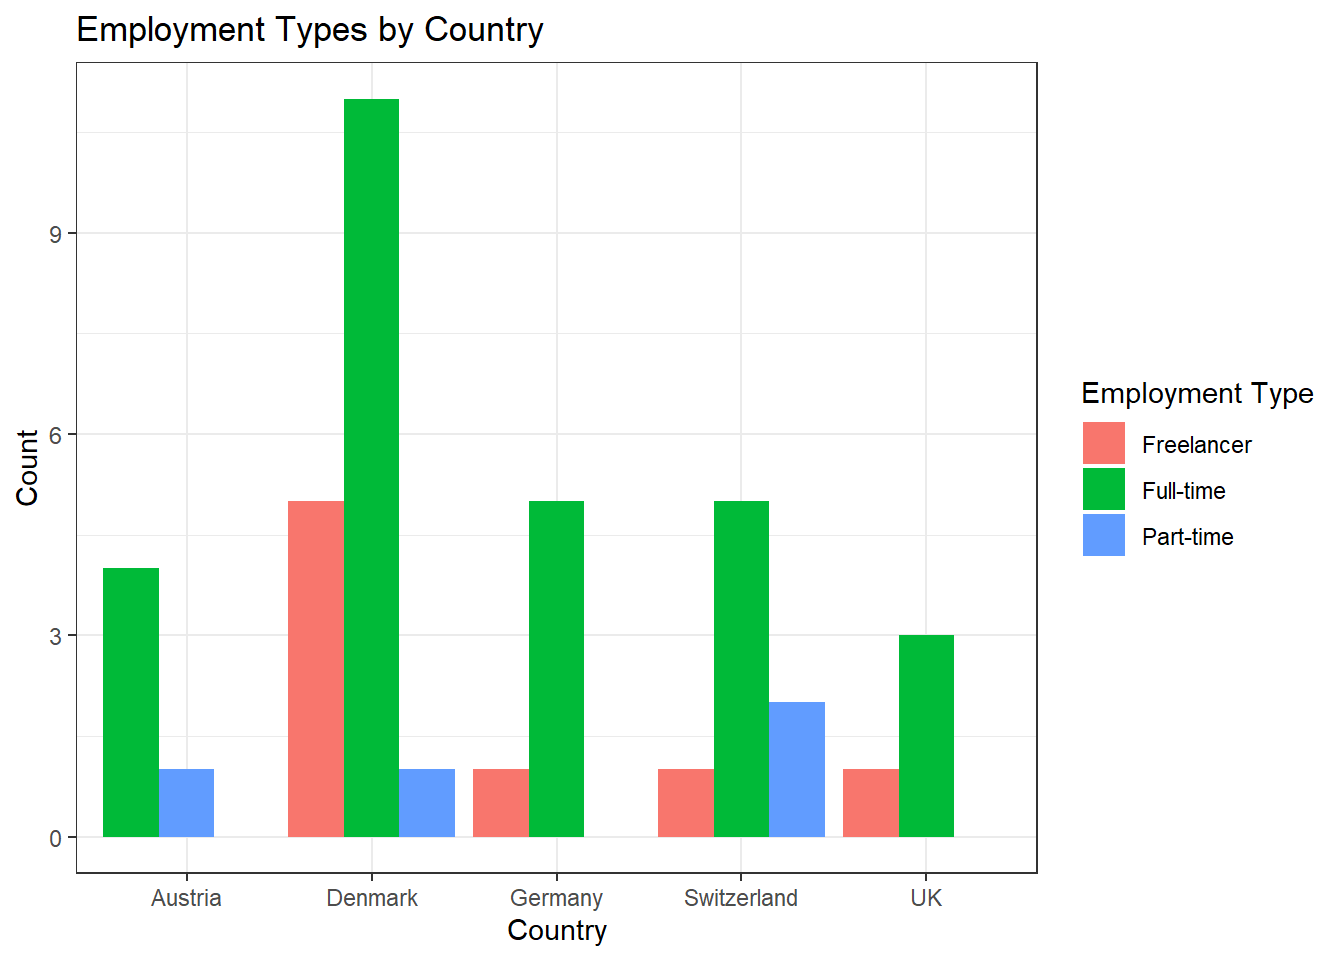 Employment Types by Country
Count
9
6
3
0
Austria
Denmark
Germany
Switzerland
UK
Country
Employment Type
Freelancer
Full-time
Part-time